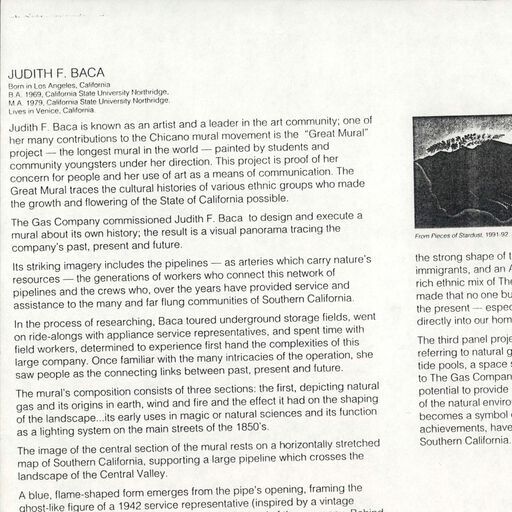 JUDITH F. BACA
Born in Los Angeles, California
B.A. 1969, California State University Northridge,
M.A. 1979, California State University Northridge.
Lives in Venice, California.
Judith F. Baca is known as an artist and a leader in the art community; one of
her many contributions to the Chicano mural movement is the "Great Mural"
project — the longest mural in the world — painted by students and
community youngsters under her direction. This project is proof of her
concern for people and her use of art as a means of communication. The
Great Mural traces the cultural histories of various ethnic groups who made
the growth and flowering of the State of California possible.
The Gas Company commissioned Judith F. Baca to design and execute a
mural about its own history; the result is a visual panorama tracing the
company's past, present and future.
Its striking imagery includes the pipelines — as arteries which carry nature's
resources — the generations of workers who connect this network of
pipelines and the crews who, over the years have provided service and
assistance to the many and far flung communities of Southern California.
In the process of researching, Baca toured underground storage fields, went
on ride-alongs with appliance service representatives, and spent time with
field workers, determined to experience first hand the complexities of this
large company. Once familiar with the many intricacies of the operation, she
saw people as the connecting links between past, present and future.
The mural's composition consists of three sections: the first, depicting natural
gas and its origins in earth, wind and fire and the effect it had on the shaping
of the landscape...its early uses in magic or natural sciences and its function
as a lighting system on the main streets of the 1850's.
The image of the central section of the mural rests on a horizontally stretched
map of Southern California, supporting a large pipeline which crosses the
landscape of the Central Valley.
A blue, flame-shaped form emerges from the pipe's opening, framing the
ghost-like figure of a 1942 service representative (inspired by a vintage
From Pieces of Stardust, 1991-92
the strong shape of t
immigrants, and an A
rich ethnic mix of The
made that no one bu
the present — espec
directly into our hom
The third panel proje
referring to natural g
tide pools, a space s
to The Gas Compan
potential to provide
of the natural enviro
becomes a symbol
achievements, have
Southern California.